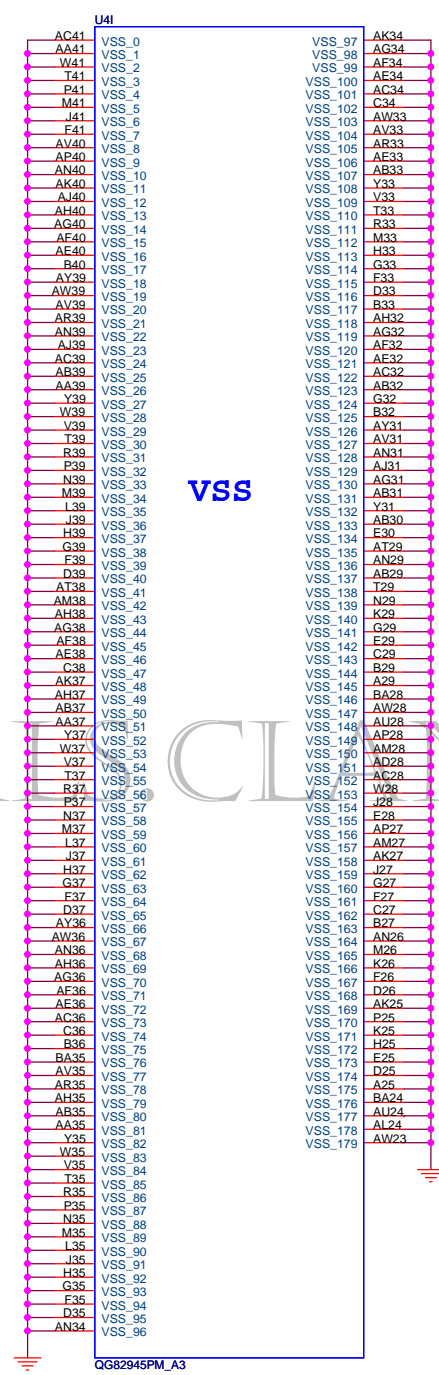 U4I
AC41 VSS_0
AA41 VSS_1
W41 VSS_2
T41 VSS_3
P41 VSS_4
M41 VSS_5
J41 VSS_6
F41 VSS_7
AV40 VSS_8
AP40 VSS_9
AN40 VSS_10
AK40 VSS_11
AJ40 VSS_12
AH40 VSS_13
AG40 VSS_14
AF40 VSS_15
AE40 VSS_16
B40 VSS_17
AY39 VSS_18
AW39 VSS_19
AV39 VSS_20
AR39 VSS_21
AN39 VSS_22
AJ39 VSS_23
AC39 VSS_24
AB39 VSS_25
AA39 VSS_26
Y39 VSS_27
W39 VSS_28
V39 VSS_29
T39 VSS_30
R39 VSS_31
P39 VSS_32
N39 VSS_33
M39 VSS_34
L39 VSS_35
J39 VSS_36
H39 VSS_37
G39 VSS_38
F39 VSS_39
D39 VSS_40
AT38 VSS_41
AM38 VSS_42
AH38 VSS_43
AG38 VSS_44
AF38 VSS_45
AE38 VSS_46
C38 VSS_47
AK37 VSS_48
AH37 VSS_49
AB37 VSS_50
AA37 VSS_51
Y37 VSS_52
W37 VSS_53
V37 VSS_54
T37 VSS_55
R37 VSS_56
P37 VSS_57
N37 VSS_58
M37 VSS_59
L37 VSS_60
J37 VSS_61
H37 VSS_62
G37 VSS_63
F37 VSS_64
D37 VSS_65
AY36 VSS_66
AW36 VSS_67
AN36 VSS_68
AH36 VSS_69
AG36 VSS_70
AF36 VSS_71
AE36 VSS_72
AC36 VSS_73
C36 VSS_74
B36 VSS_75
BA35 VSS_76
AV35 VSS_77
AR35 VSS_78
AH35 VSS_79
AB35 VSS_80
AA35 VSS_81
Y35 VSS_82
W35 VSS_83
V35 VSS_84
T35 VSS_85
R35 VSS_86
P35 VSS_87
N35 VSS_88
M35 VSS_89
L35 VSS_90
J35 VSS_91
H35 VSS_92
G35 VSS_93
F35 VSS_94
D35 VSS_95
AN34 VSS_96
VSS
VSS_97 AK34
VSS_98 AG34
VSS_99 AF34
VSS_100 AE34
VSS_101 AC34
VSS_102 C34
VSS_103 AW33
VSS_104 AV33
VSS_105 AR33
VSS_106 AE33
VSS_107 AB33
VSS_108 Y33
VSS_109 V33
VSS_110 T33
VSS_111 R33
VSS_112 M33
VSS_113 H33
VSS_114 G33
VSS_115 F33
VSS_116 D33
VSS_117 B33
VSS_118 AH32
VSS_119 AG32
VSS_120 AF32
VSS_121 AE32
VSS_122 AC32
VSS_123 AB32
VSS_124 G32
VSS_125 B32
VSS_126 AY31
VSS_127 AV31
VSS_128 AN31
VSS_129 AJ31
VSS_130 AG31
VSS_131 AB31
VSS_132 Y31
VSS_133 AB30
VSS_134 E30
VSS_135 AT29
VSS_136 AN29
VSS_137 AB29
VSS_138 T29
VSS_139 N29
VSS_140 K29
VSS_141 G29
VSS_142 E29
VSS_143 C29
VSS_144 B29
VSS_145 A29
VSS_146 BA28
VSS_147 AW28
VSS_148 AU28
VSS_149 AP28
VSS_150 AM28
VSS_151 AD28
VSS_152 AC28
VSS_153 W28
VSS_154 J28
VSS_155 E28
VSS_156 AP27
VSS_157 AM27
VSS_158 AK27
VSS_159 J27
VSS_160 G27
VSS_161 F27
VSS_162 C27
VSS_163 B27
VSS_164 AN26
VSS_165 M26
VSS_166 K26
VSS_167 F26
VSS_168 D26
VSS_169 AK25
VSS_170 P25
VSS_171 K25
VSS_172 H25
VSS_173 E25
VSS_174 D25
VSS_175 A25
VSS_176 BA24
VSS_177 AU24
VSS_178 AL24
VSS_179 AW23
QG82945PM_A3